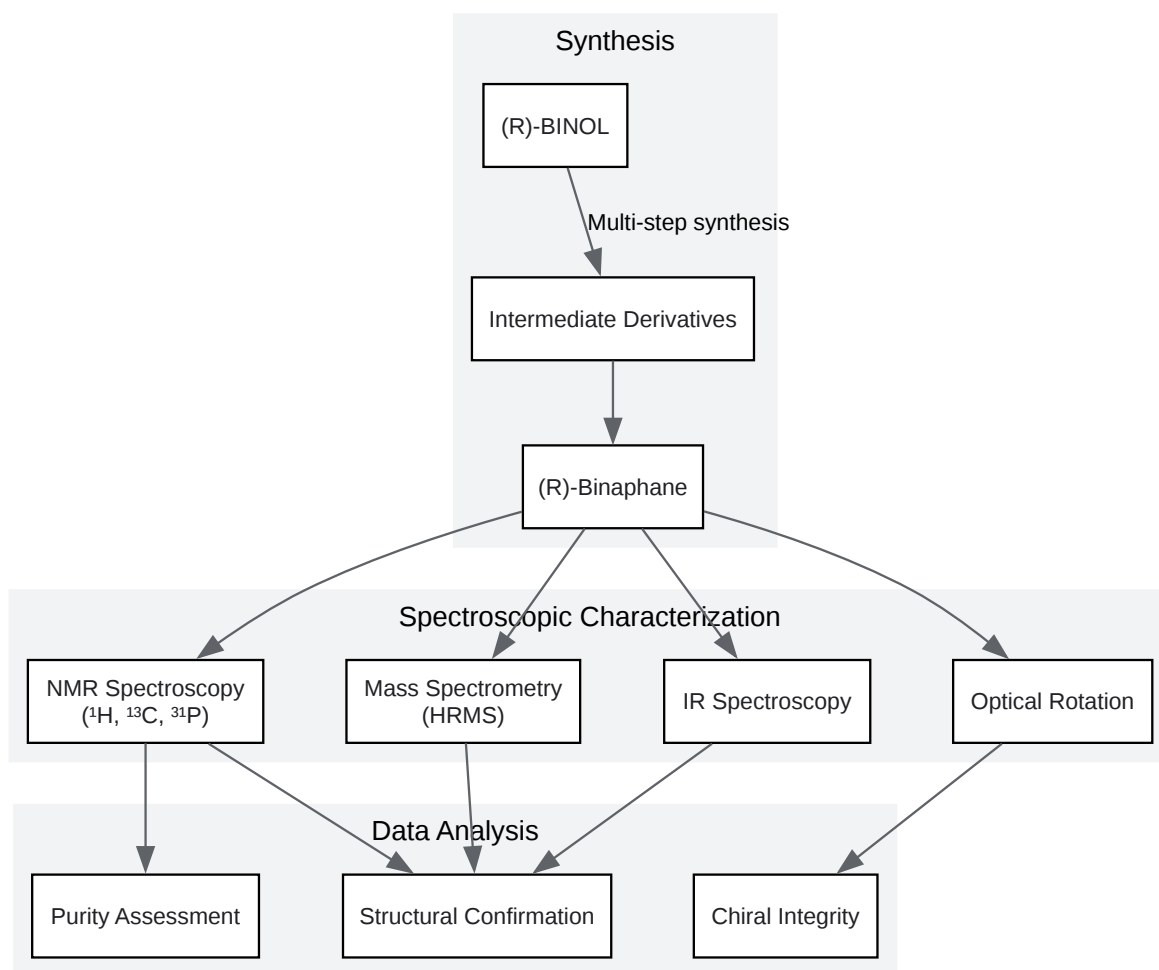 Synthesis
(R)-BINOL
Multi-step synthesis
Intermediate Derivatives
(R)-Binaphane
Spectroscopic Characterization
NMR Spectroscopy
(¹H, ¹³C, ³¹P)
Mass Spectrometry
(HRMS)
IR Spectroscopy
Optical Rotation
Data Analysis
Purity Assessment
Structural Confirmation
Chiral Integrity